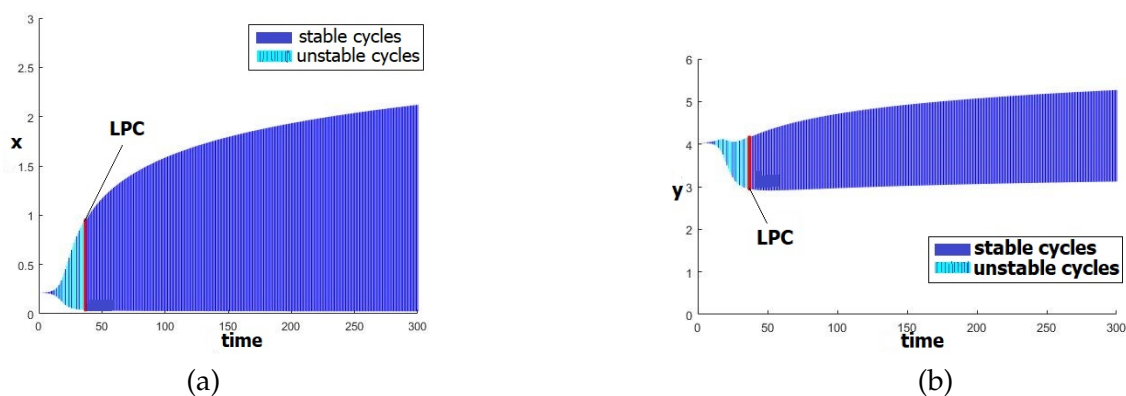 3
2.5
2
1.5
1
0.5
0
x
LPC
stable cycles
unstable cycles
0 50 100 150 200 250 300
time
(a)
6
5
4
3
2
1
0
y
LPC
stable cycles
unstable cycles
0 50 100 150 200 250 300
time
(b)